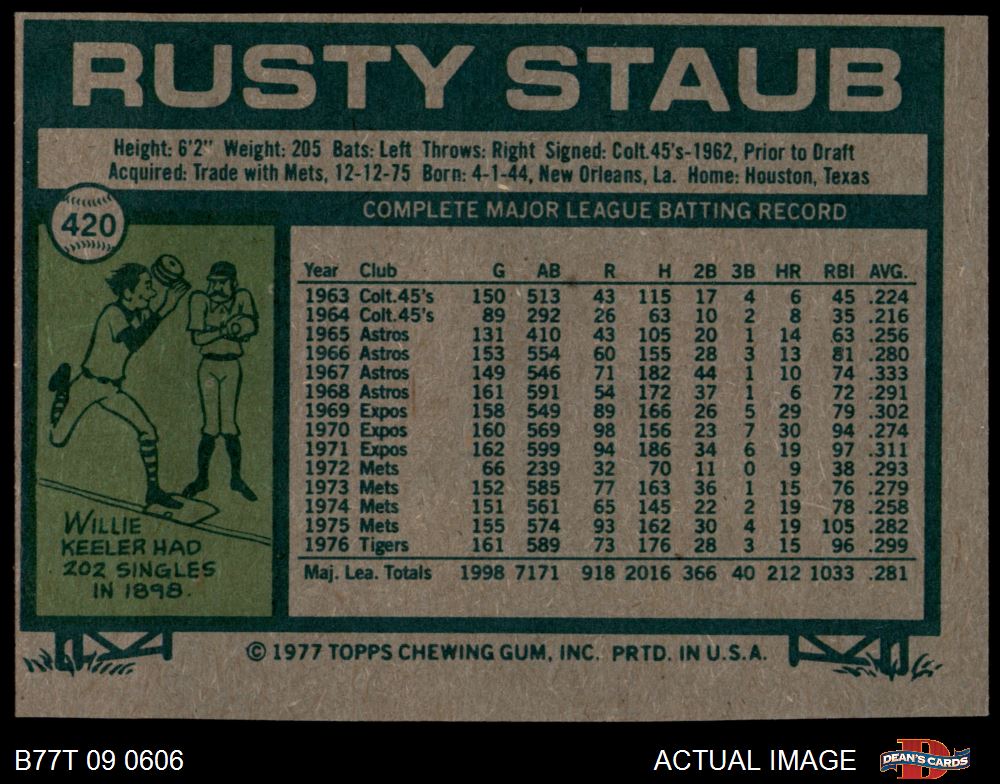 RUSTY STAUB
Height: 6'2" Weight: 205 Bats: Left Throws: Right Signed: Colt.45's-1962, Prior to Draft
Acquired: Trade with Mets, 12-12-75 Born: 4-1-44, New Orleans, La. Home: Houston, Texas
420
COMPLETE MAJOR LEAGUE BATTING RECORD
Year Club G AB R H 2B 3B HR RBI AVG.
1963 Colt.45's 150 513 43 115 17 4 6 45 .224
1964 Colt.45's 89 292 26 63 10 2 8 35 .216
1965 Astros 131 410 43 105 20 1 14 63 .256
1966 Astros 153 554 60 155 28 3 13 81 .280
1967 Astros 149 546 71 182 44 1 10 74 .333
1968 Astros 161 591 54 172 37 1 6 72 .291
1969 Expos 158 549 89 166 26 5 29 79 .302
1970 Expos 160 569 98 156 23 7 30 94 .274
1971 Expos 162 599 94 186 34 6 19 97 .311
1972 Mets 66 239 32 70 11 0 9 38 .293
1973 Mets 152 585 77 163 36 1 15 76 .279
1974 Mets 151 561 65 145 22 2 19 78 .258
1975 Mets 155 574 93 162 30 4 19 105 .282
1976 Tigers 161 589 73 176 28 3 15 96 .299
Maj. Lea. Totals 1998 7171 918 2016 366 40 212 1033 .281
WILLIE
KEELER HAD
202 SINGLES
IN 1898.
© 1977 TOPPS CHEWING GUM, INC. PRTD. IN U.S.A.
B77T 09 0606
ACTUAL IMAGE
DEAN'S CARDS